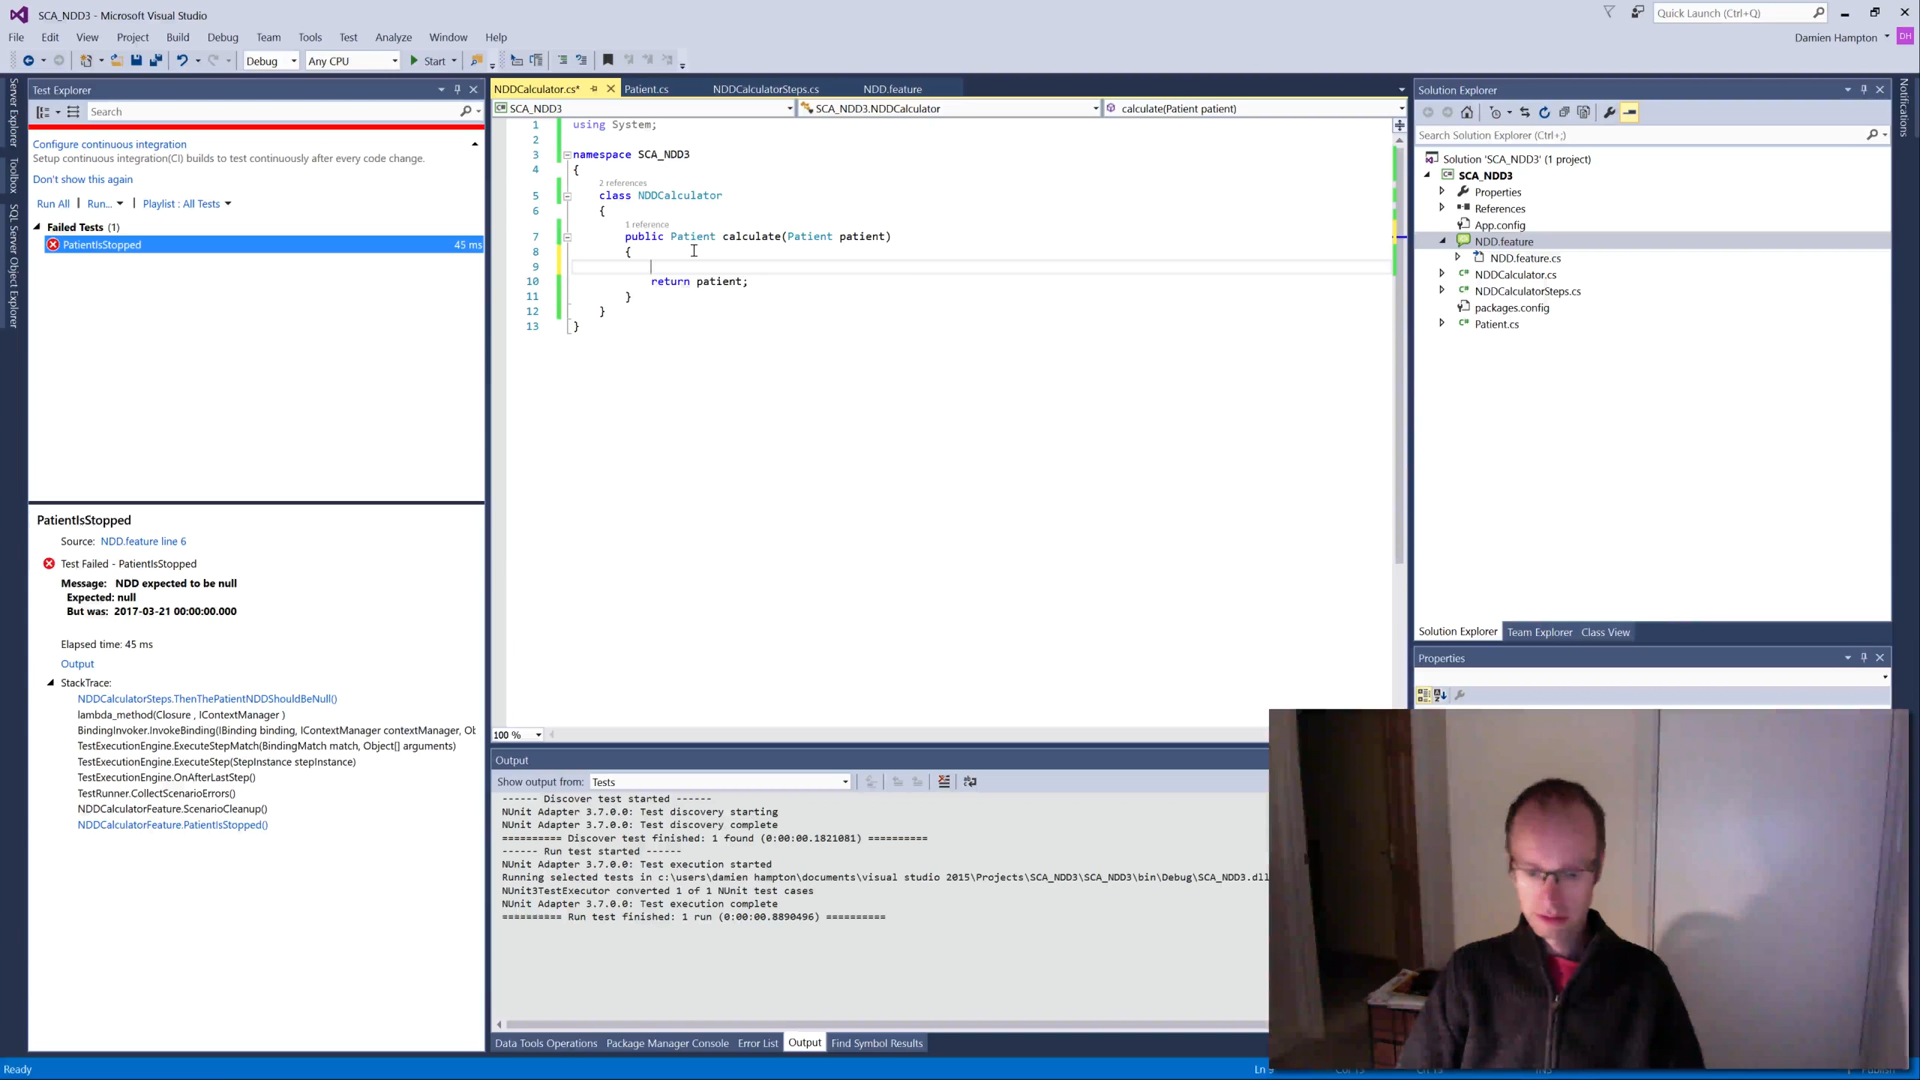 SCA_NDD3 - Microsoft Visual Studio
Quick Launch (Ctrl+Q)
File Edit View Project Build Debug Team Tools Test Analyze Window Help
Damien Hampton DH
Debug Any CPU Start
Server Explorer
Toolbox
SQL Server Object Explorer
Test Explorer
Search
Configure continuous integration
Setup continuous integration(CI) builds to test continuously after every code change.
Don't show this again
Run All | Run... | Playlist : All Tests
Failed Tests (1)
PatientIsStopped 45 ms
PatientIsStopped
Source: NDD.feature line 6
Test Failed - PatientIsStopped
Message: NDD expected to be null
Expected: null
But was: 2017-03-21 00:00:00.000
Elapsed time: 45 ms
Output
StackTrace:
NDDCalculatorSteps.ThenThePatientNDDShouldBeNull()
lambda_method(Closure , IContextManager )
BindingInvoker.InvokeBinding(IBinding binding, IContextManager contextManager, Ob
TestExecutionEngine.ExecuteStepMatch(BindingMatch match, Object[] arguments)
TestExecutionEngine.ExecuteStep(StepInstance stepInstance)
TestExecutionEngine.OnAfterLastStep()
TestRunner.CollectScenarioErrors()
NDDCalculatorFeature.ScenarioCleanup()
NDDCalculatorFeature.PatientIsStopped()
NDDCalculator.cs* Patient.cs NDDCalculatorSteps.cs NDD.feature
SCA_NDD3 SCA_NDD3.NDDCalculator calculate(Patient patient)
1 using System;
2
3 namespace SCA_NDD3
4 {
2 references
5 class NDDCalculator
6 {
1 reference
7 public Patient calculate(Patient patient)
8 {
9
10 return patient;
11 }
12 }
13 }
100 %
Output
Show output from: Tests
------ Discover test started ------
NUnit Adapter 3.7.0.0: Test discovery starting
NUnit Adapter 3.7.0.0: Test discovery complete
========== Discover test finished: 1 found (0:00:00.1821081) ==========
------ Run test started ------
NUnit Adapter 3.7.0.0: Test execution started
Running selected tests in c:\users\damien hampton\documents\visual studio 2015\Projects\SCA_NDD3\SCA_NDD3\bin\Debug\SCA_NDD3.dll
NUnit3TestExecutor converted 1 of 1 NUnit test cases
NUnit Adapter 3.7.0.0: Test execution complete
========== Run test finished: 1 run (0:00:00.8890496) ==========
Data Tools Operations Package Manager Console Error List Output Find Symbol Results
Solution Explorer
Search Solution Explorer (Ctrl+;)
Solution 'SCA_NDD3' (1 project)
SCA_NDD3
Properties
References
App.config
NDD.feature
NDD.feature.cs
NDDCalculator.cs
NDDCalculatorSteps.cs
packages.config
Patient.cs
Solution Explorer Team Explorer Class View
Properties
Notifications
Ready